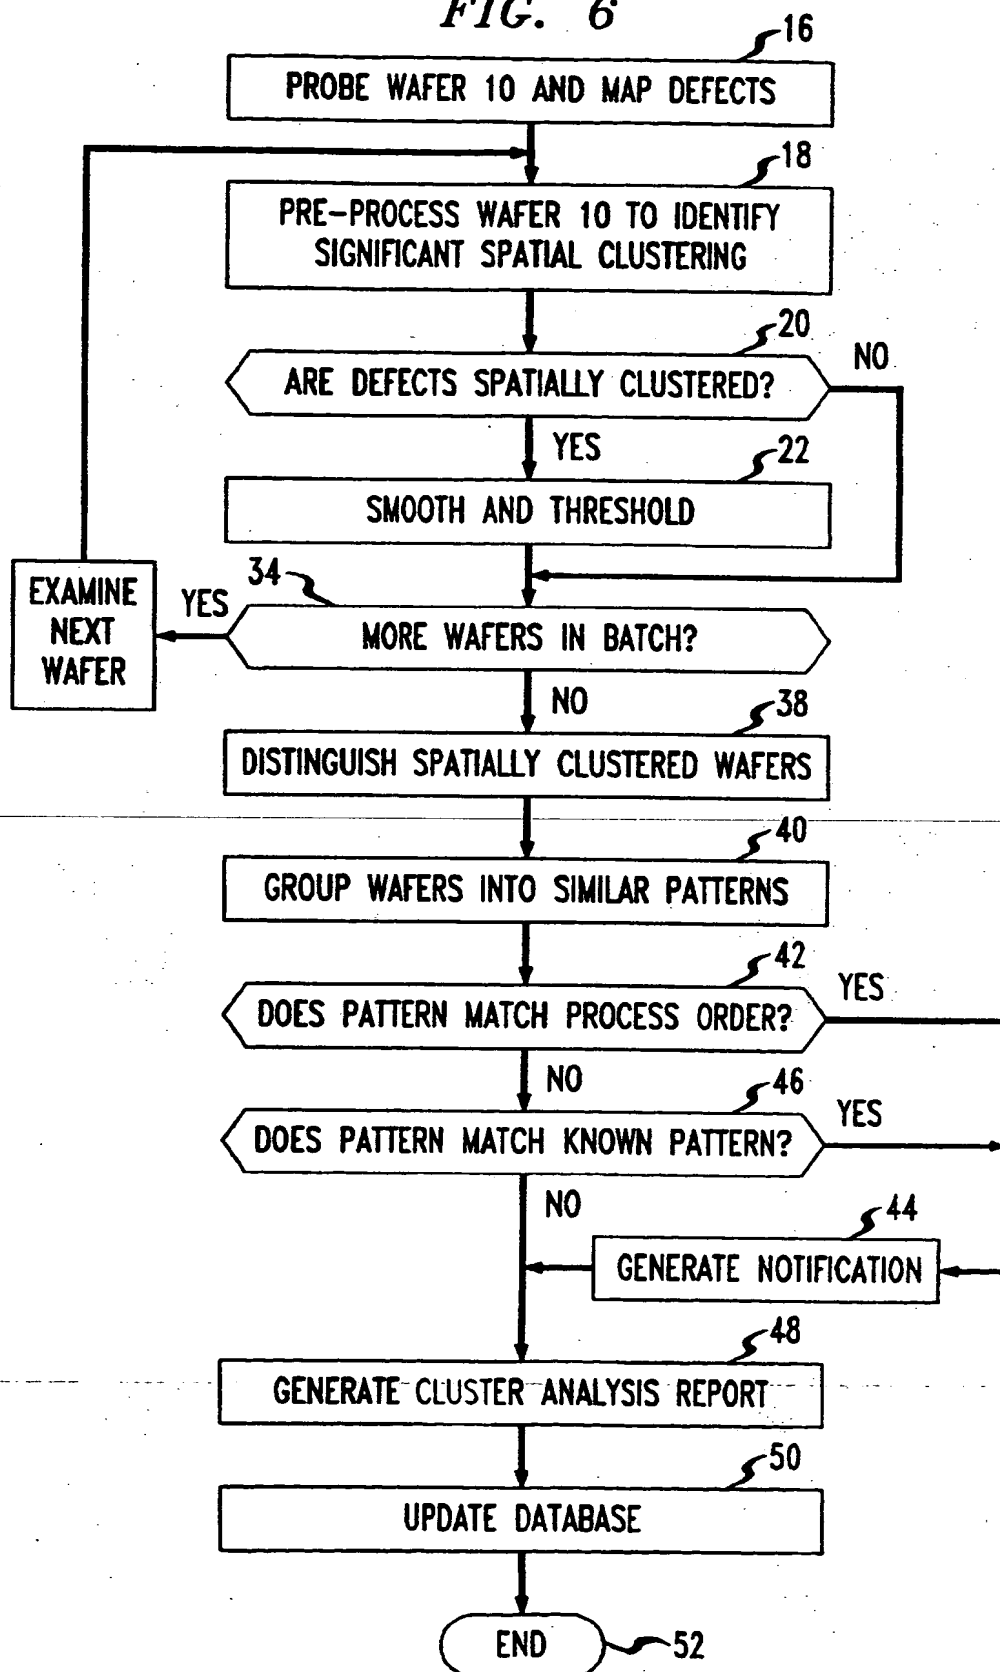 FIG. 6
16
PROBE WAFER 10 AND MAP DEFECTS
18
PRE-PROCESS WAFER 10 TO IDENTIFY
SIGNIFICANT SPATIAL CLUSTERING
20
ARE DEFECTS SPATIALLY CLUSTERED?
NO
YES
22
SMOOTH AND THRESHOLD
34
EXAMINE
NEXT
WAFER
YES
MORE WAFERS IN BATCH?
NO
38
DISTINGUISH SPATIALLY CLUSTERED WAFERS
40
GROUP WAFERS INTO SIMILAR PATTERNS
42
DOES PATTERN MATCH PROCESS ORDER?
YES
NO
46
DOES PATTERN MATCH KNOWN PATTERN?
YES
NO
44
GENERATE NOTIFICATION
48
GENERATE CLUSTER ANALYSIS REPORT
50
UPDATE DATABASE
END
52